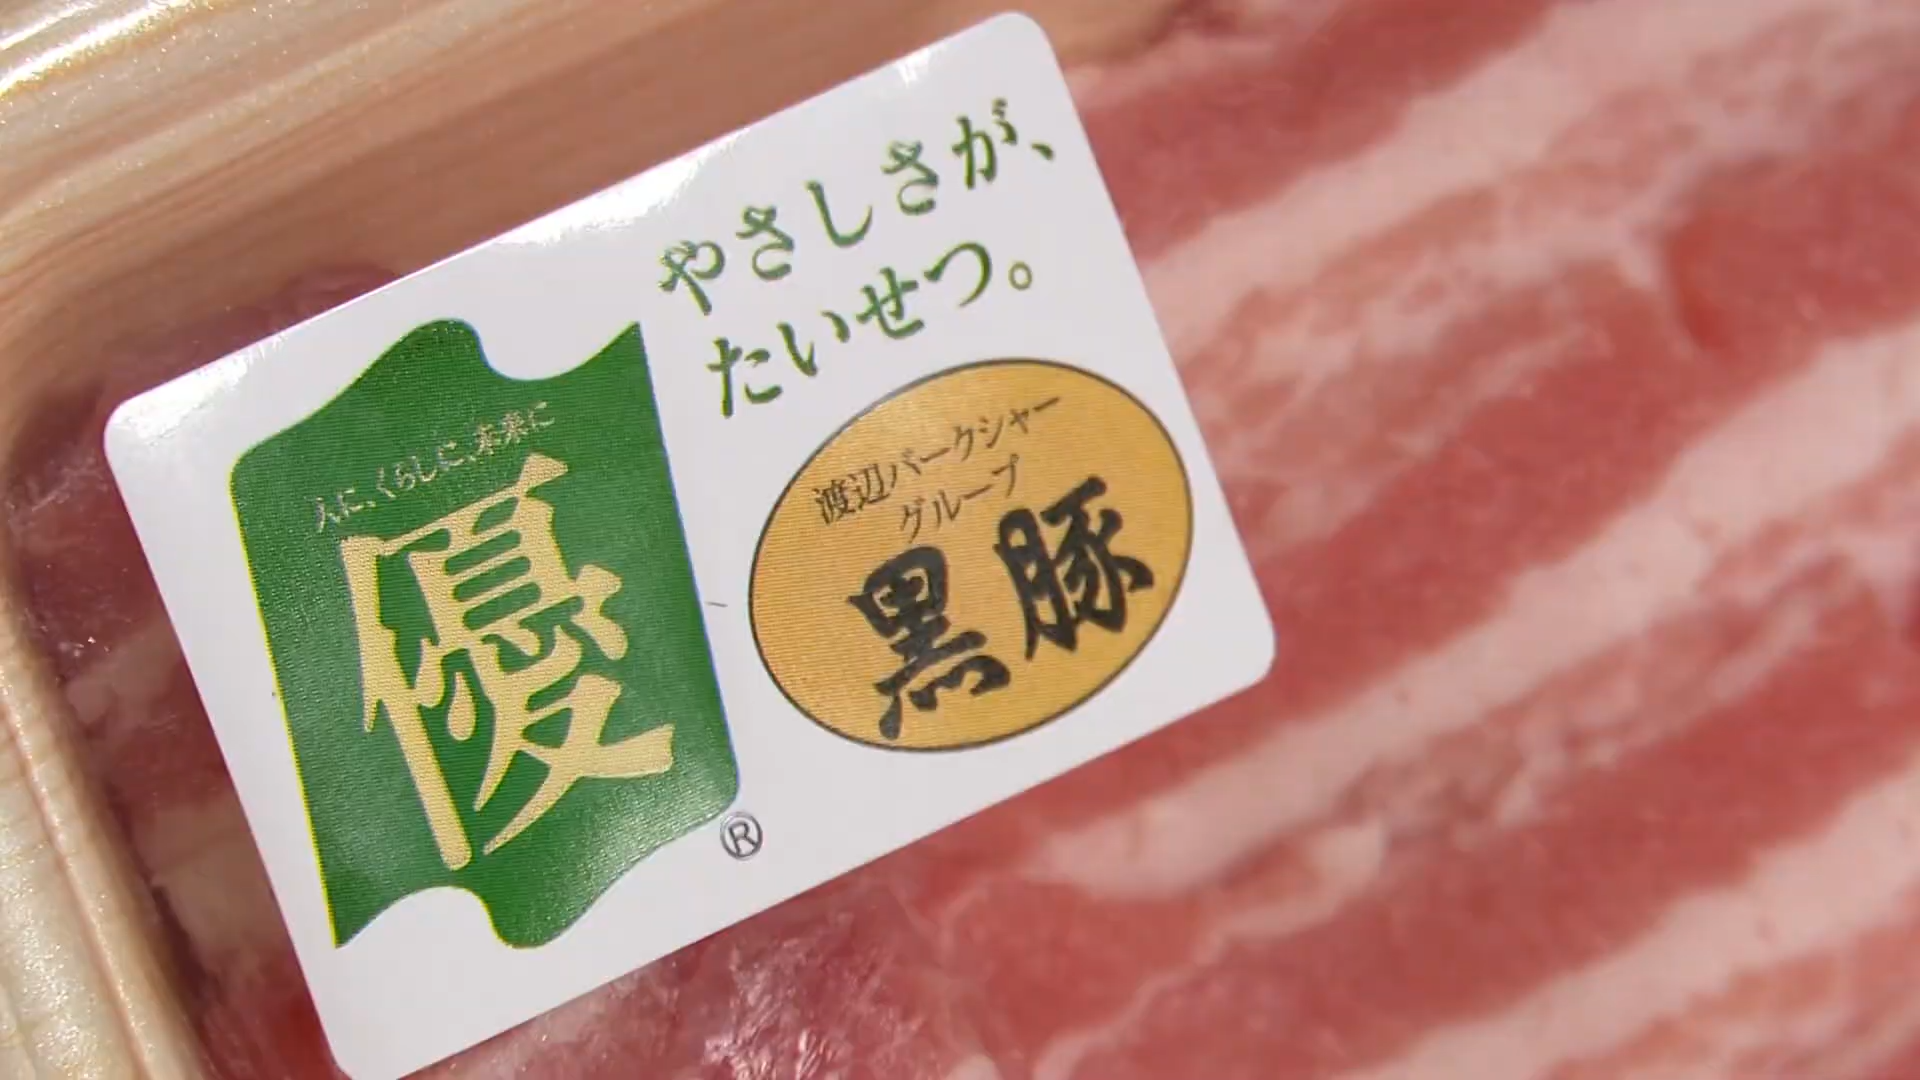 やさしさが、
たいせつ。
人に、くらしに、未来に
優
®
渡辺バークシャー
グループ
黒豚